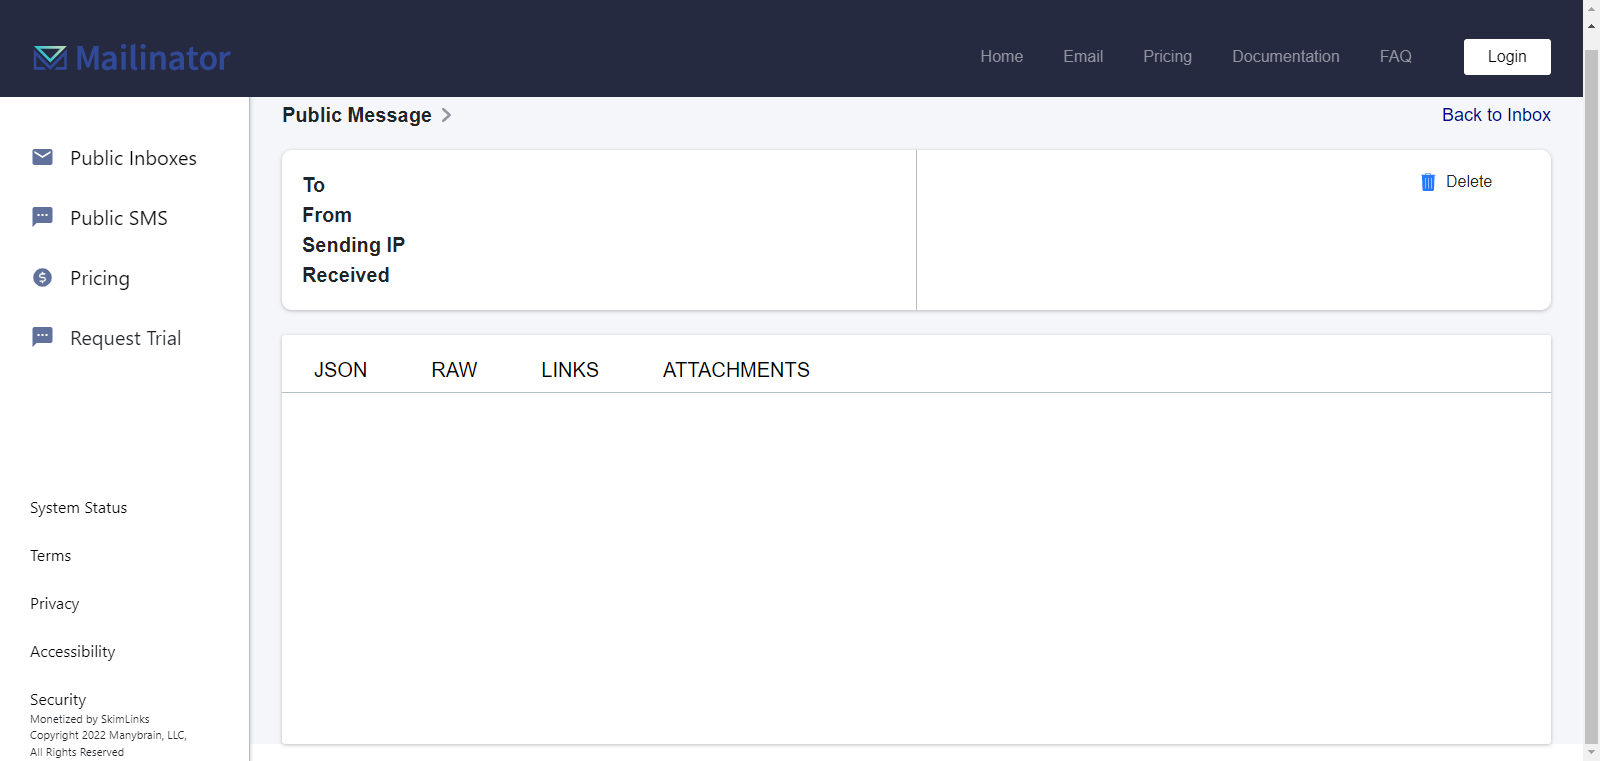 Mailinator
Home Email Pricing Documentation FAQ Login
Public Message
Back to Inbox
Public Inboxes
Public SMS
Pricing
Request Trial
To
From
Sending IP
Received
Delete
JSON RAW LINKS ATTACHMENTS
System Status
Terms
Privacy
Accessibility
Security
Monetized by SkimLinks
Copyright 2022 Manybrain, LLC,
All Rights Reserved